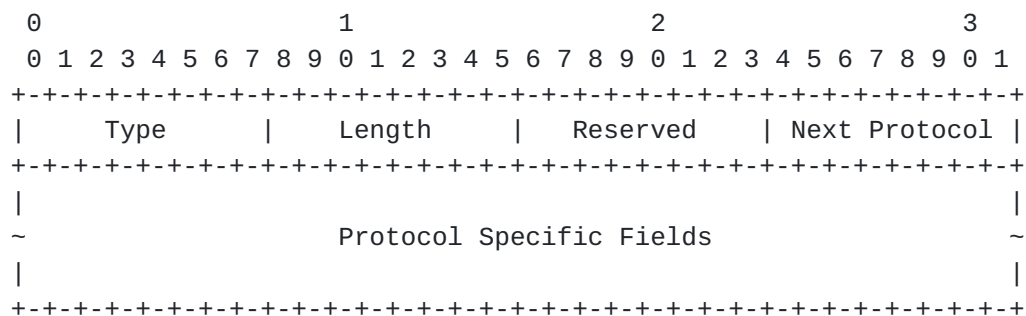 0                   1                   2                   3
 0 1 2 3 4 5 6 7 8 9 0 1 2 3 4 5 6 7 8 9 0 1 2 3 4 5 6 7 8 9 0 1
+-+-+-+-+-+-+-+-+-+-+-+-+-+-+-+-+-+-+-+-+-+-+-+-+-+-+-+-+-+-+-+-+
|     Type      |    Length     |   Reserved    | Next Protocol |
+-+-+-+-+-+-+-+-+-+-+-+-+-+-+-+-+-+-+-+-+-+-+-+-+-+-+-+-+-+-+-+-+
|                                                               |
~                    Protocol Specific Fields                   ~
|                                                               |
+-+-+-+-+-+-+-+-+-+-+-+-+-+-+-+-+-+-+-+-+-+-+-+-+-+-+-+-+-+-+-+-+